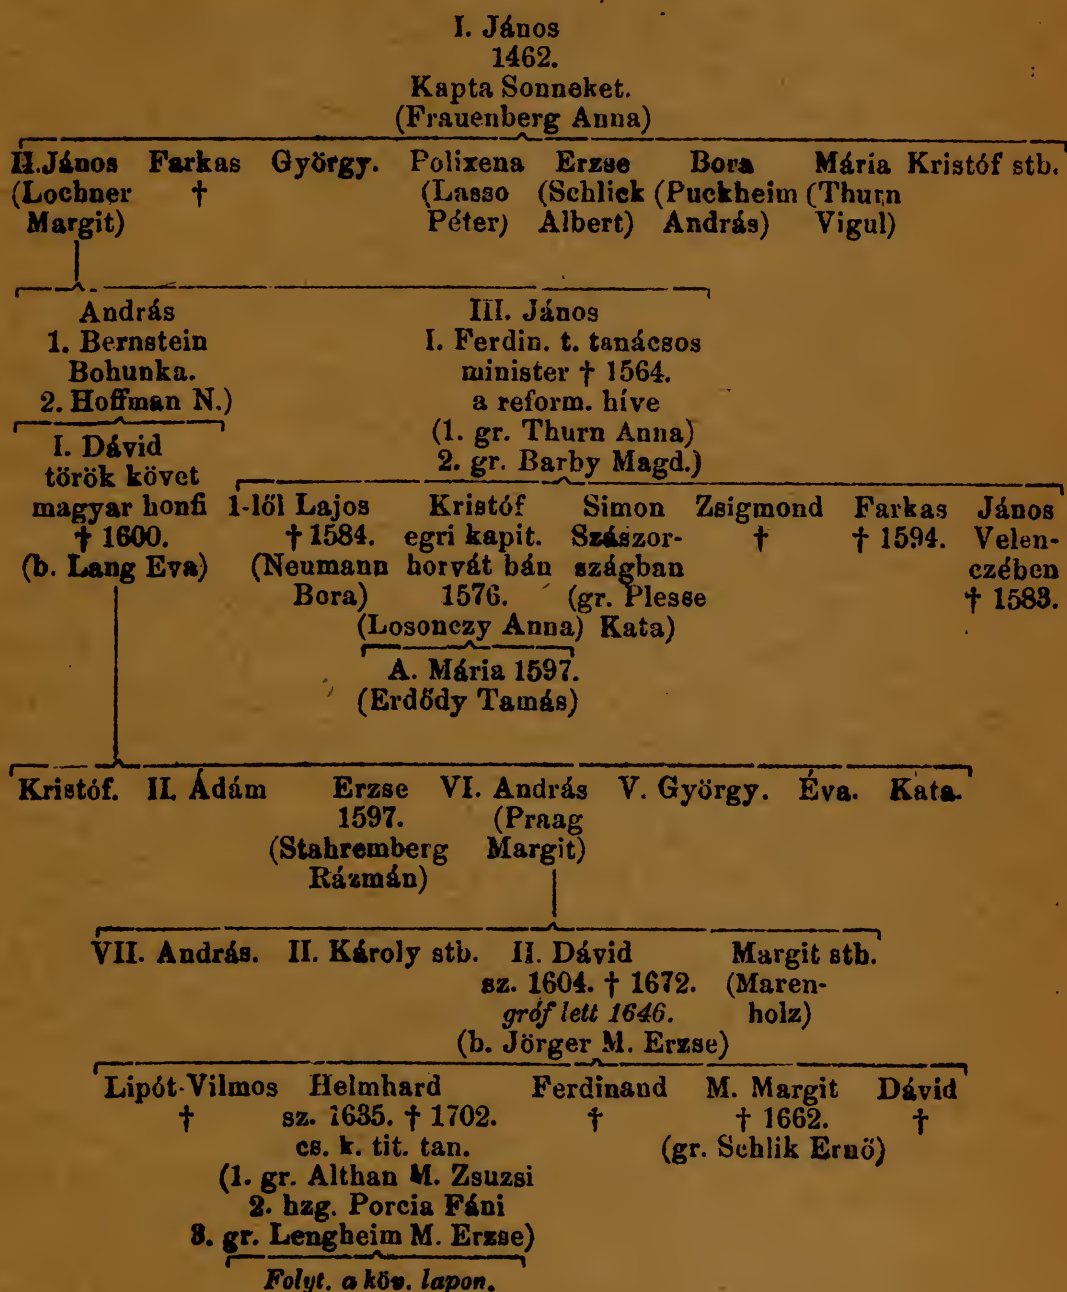 I. János
1462.
Kapta Sonneket.
(Frauenberg Anna)
II. János Farkas György. Polixena Erzse Bora Mária Kristóf stb.
(Lochner † (Lasso (Schlick (Puckheim (Thurn
Margit) Péter) Albert) András) Vigul)
András III. János
1. Bernstein I. Ferdin. t. tanácsos
Bohunka. minister † 1564.
2. Hoffman N.) a reform. híve
I. Dávid (1. gr. Thurn Anna)
török követ 2. gr. Barby Magd.)
magyar honfi 1-ől Lajos Kristóf Simon Zsigmond Farkas János
† 1600. † 1584. egri kapit. Szászor- † † 1594. Velen-
(b. Lang Eva) (Neumann horvát bán szágban czében
Bora) 1576. (gr. Plesse † 1583.
(Losonczy Anna) Kata)
A. Mária 1597.
(Erdődy Tamás)
Kristóf. II. Ádám Erzse VI. András V. György. Éva. Kata.
1597. (Praag
(Stahremberg Margit)
Rázmán)
VII. András. II. Károly stb. II. Dávid Margit stb.
sz. 1604. † 1672. (Maren-
gróf lett 1646. holz)
(b. Jörger M. Erzse)
Lipót-Vilmos Helmhard Ferdinand M. Margit Dávid
† sz. 1635. † 1702. † † 1662. †
cs. k. tit. tan. (gr. Schlik Ernő)
(1. gr. Althan M. Zsuzsi
2. hzg. Porcia Fáni
3. gr. Lengheim M. Erzse)
Folyt. a köv. lapon.